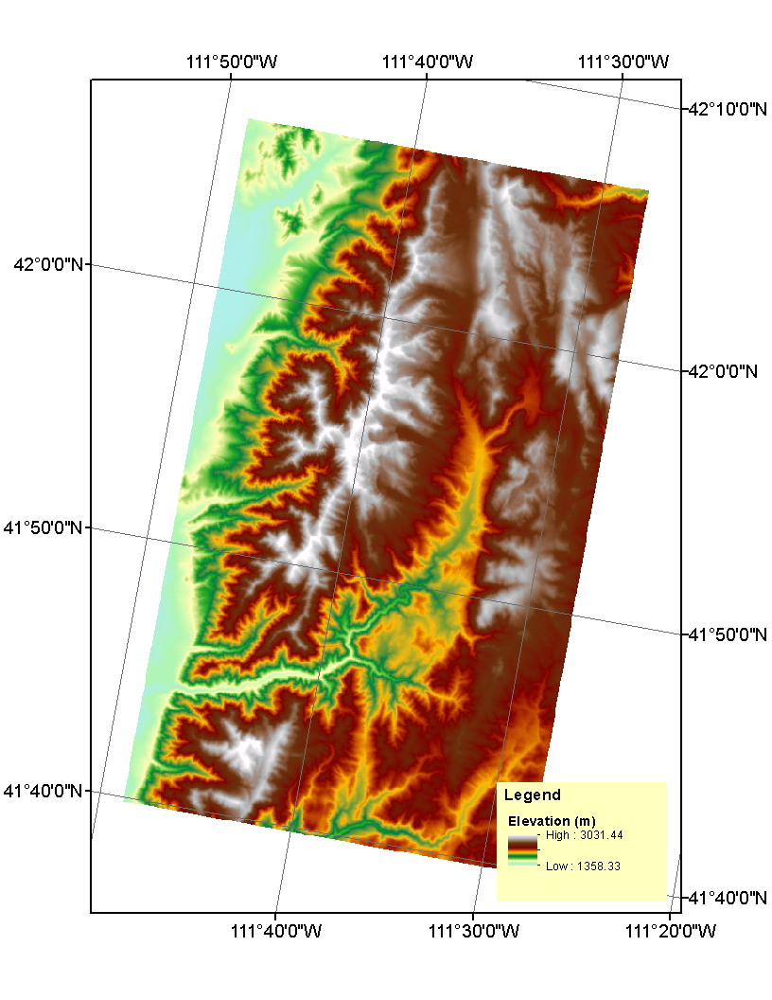 111°50'0"W 111°40'0"W 111°30'0"W
42°10'0"N
42°0'0"N
42°0'0"N
41°50'0"N
41°50'0"N
41°40'0"N
Legend
Elevation (m)
High : 3031.44
Low : 1358.33
41°40'0"N
111°40'0"W 111°30'0"W 111°20'0"W